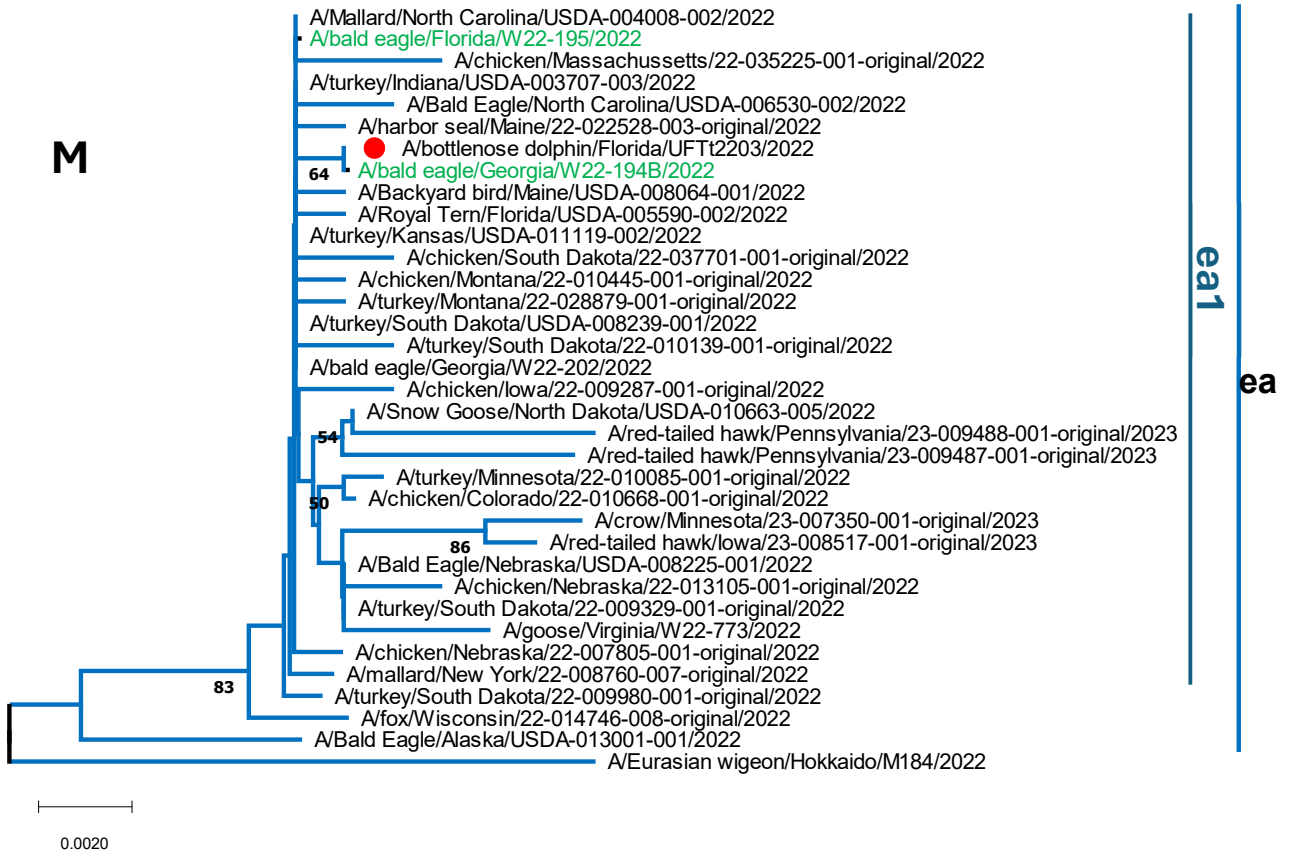 A/Mallard/North Carolina/USDA-004008-002/2022
A/bald eagle/Florida/W22-195/2022
A/chicken/Massachussetts/22-035225-001-original/2022
A/turkey/Indiana/USDA-003707-003/2022
A/Bald Eagle/North Carolina/USDA-006530-002/2022
A/harbor seal/Maine/22-022528-003-original/2022
M
A/bottlenose dolphin/Florida/UFTt2203/2022
64
A/bald eagle/Georgia/W22-194B/2022
A/Backyard bird/Maine/USDA-008064-001/2022
A/Royal Tern/Florida/USDA-005590-002/2022
A/turkey/Kansas/USDA-011119-002/2022
A/chicken/South Dakota/22-037701-001-original/2022
A/chicken/Montana/22-010445-001-original/2022
ea1
A/turkey/Montana/22-028879-001-original/2022
A/turkey/South Dakota/USDA-008239-001/2022
A/turkey/South Dakota/22-010139-001-original/2022
A/bald eagle/Georgia/W22-202/2022
ea
A/chicken/Iowa/22-009287-001-original/2022
A/Snow Goose/North Dakota/USDA-010663-005/2022
54
A/red-tailed hawk/Pennsylvania/23-009488-001-original/2023
A/red-tailed hawk/Pennsylvania/23-009487-001-original/2023
A/turkey/Minnesota/22-010085-001-original/2022
50
A/chicken/Colorado/22-010668-001-original/2022
A/crow/Minnesota/23-007350-001-original/2023
86
A/red-tailed hawk/Iowa/23-008517-001-original/2023
A/Bald Eagle/Nebraska/USDA-008225-001/2022
A/chicken/Nebraska/22-013105-001-original/2022
A/turkey/South Dakota/22-009329-001-original/2022
A/goose/Virginia/W22-773/2022
A/chicken/Nebraska/22-007805-001-original/2022
A/mallard/New York/22-008760-007-original/2022
83
A/turkey/South Dakota/22-009980-001-original/2022
A/fox/Wisconsin/22-014746-008-original/2022
A/Bald Eagle/Alaska/USDA-013001-001/2022
A/Eurasian wigeon/Hokkaido/M184/2022
0.0020